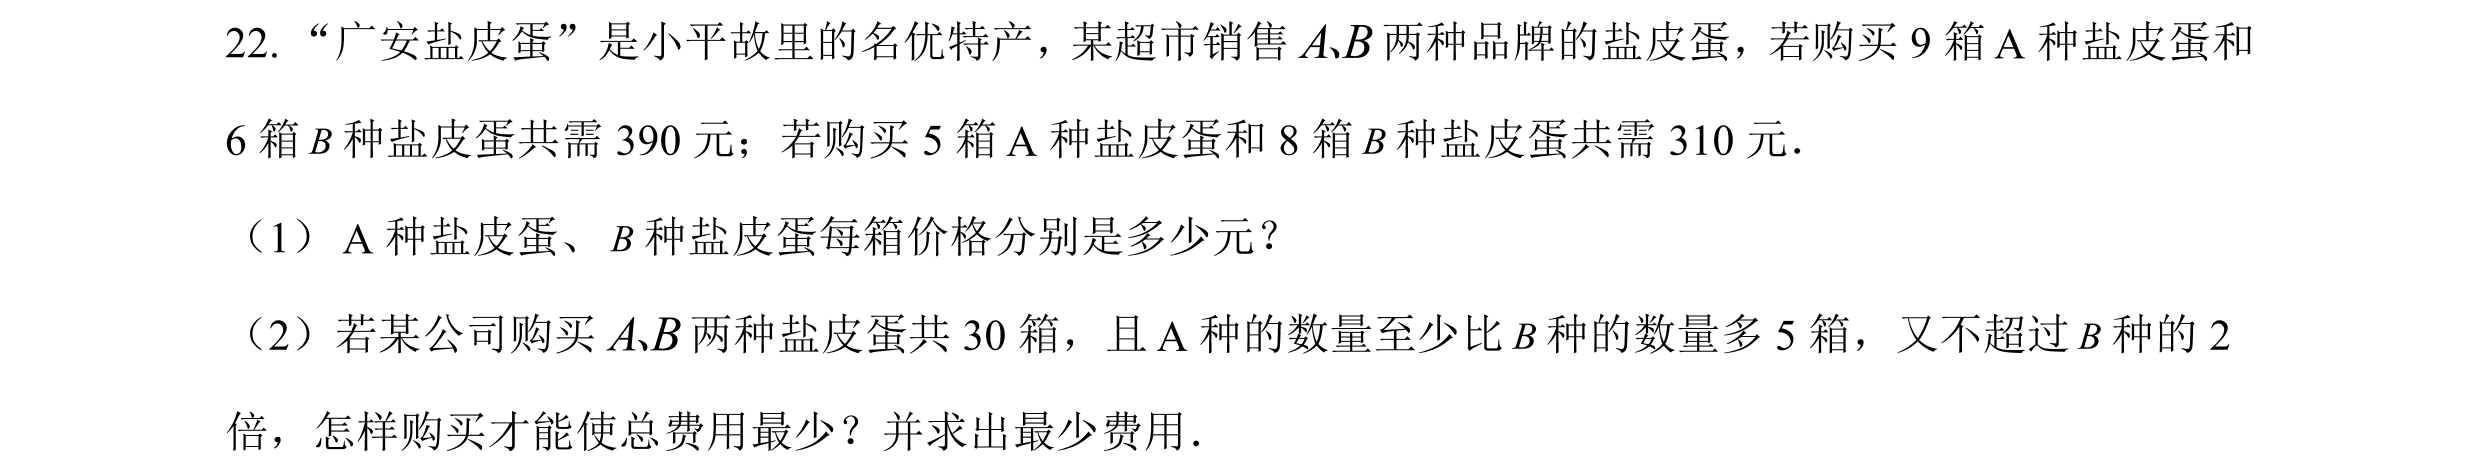 22. “广安盐皮蛋”是小平故里的名优特产，某超市销售 A、B 两种品牌的盐皮蛋，若购买 9 箱 A 种盐皮蛋和
6 箱 B 种盐皮蛋共需 390 元；若购买 5 箱 A 种盐皮蛋和 8 箱 B 种盐皮蛋共需 310 元．
（1） A 种盐皮蛋、 B 种盐皮蛋每箱价格分别是多少元？
（2）若某公司购买 A、B 两种盐皮蛋共 30 箱，且 A 种的数量至少比 B 种的数量多 5 箱，又不超过 B 种的 2
倍，怎样购买才能使总费用最少？并求出最少费用．